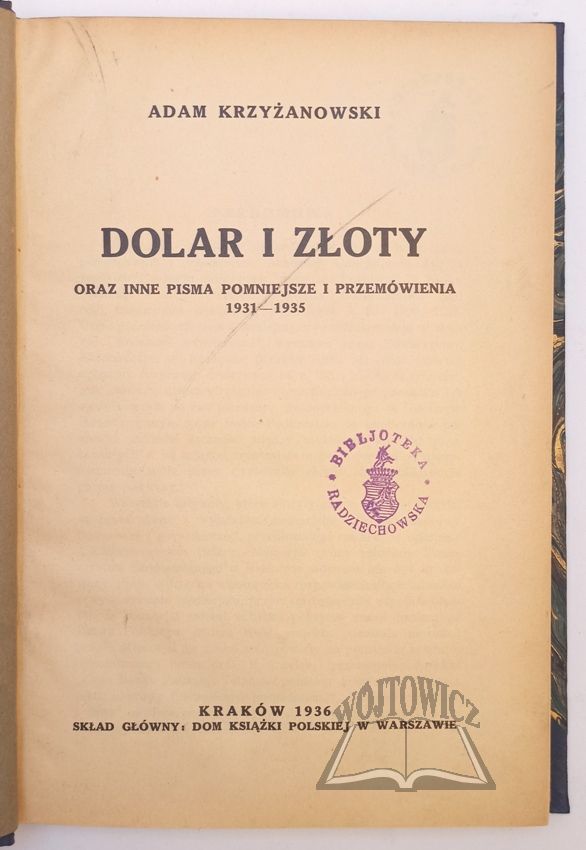 ADAM KRZYŻANOWSKI
DOLAR I ZŁOTY
ORAZ INNE PISMA POMNIEJSZE I PRZEMÓWIENIA
1931—1935
BIBLJOTEKA
RADZIECHOWSKA
KRAKÓW 1936
SKŁAD GŁÓWNY: DOM KSIĄŻKI POLSKIEJ W WARSZAWIE
WÓJTOWICZ